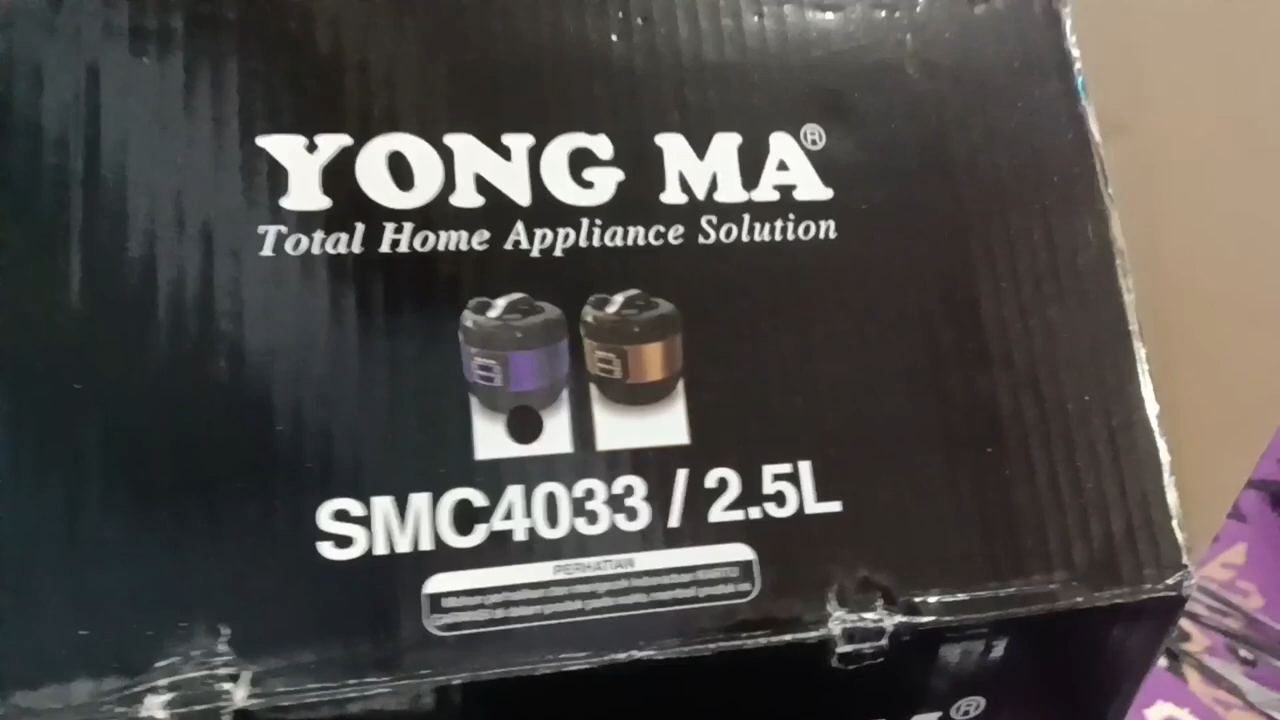 YONG MA®
Total Home Appliance Solution
SMC4033 / 2.5L
PERHATIAN
®